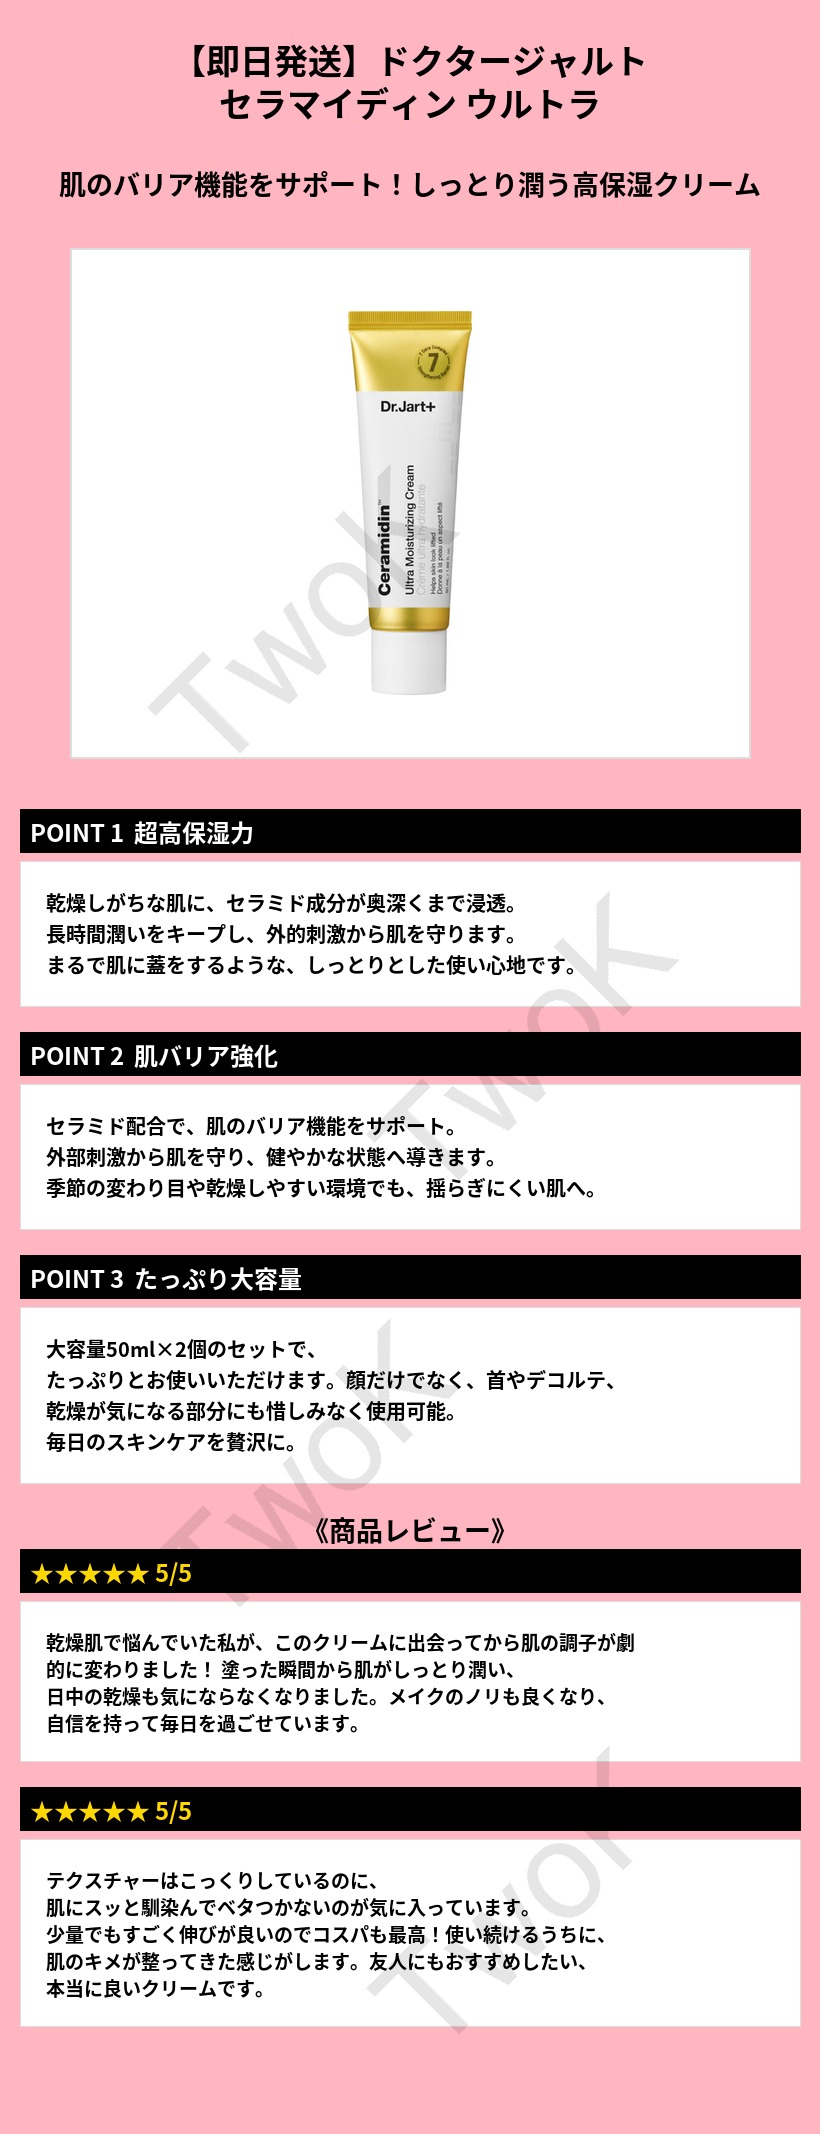 【即日発送】ドクタージャルト
セラマイディン ウルトラ
肌のバリア機能をサポート！しっとり潤う高保湿クリーム
7
Dr.Jart+
Ceramidin™
Ultra Moisturizing Cream
Crème ultra-hydratante
Helps skin look lifted
Donne à la peau un aspect lifté
TwoK
POINT 1 超高保湿力
乾燥しがちな肌に、セラミド成分が奥深くまで浸透。
長時間潤いをキープし、外的刺激から肌を守ります。
まるで肌に蓋をするような、しっとりとした使い心地です。
TwoK
POINT 2 肌バリア強化
セラミド配合で、肌のバリア機能をサポート。
外部刺激から肌を守り、健やかな状態へ導きます。
季節の変わり目や乾燥しやすい環境でも、揺らぎにくい肌へ。
POINT 3 たっぷり大容量
大容量50ml×2個のセットで、
たっぷりとお使いいただけます。顔だけでなく、首やデコルテ、
乾燥が気になる部分にも惜しみなく使用可能。
毎日のスキンケアを贅沢に。
TwoK
《商品レビュー》
★★★★★ 5/5
乾燥肌で悩んでいた私が、このクリームに出会ってから肌の調子が劇
的に変わりました！ 塗った瞬間から肌がしっとり潤い、
日中の乾燥も気にならなくなりました。メイクのノリも良くなり、
自信を持って毎日を過ごせています。
★★★★★ 5/5
テクスチャーはこっくりしているのに、
肌にスッと馴染んでベタつかないのが気に入っています。
少量でもすごく伸びが良いのでコスパも最高！使い続けるうちに、
肌のキメが整ってきた感じがします。友人にもおすすめしたい、
本当に良いクリームです。
TwoK